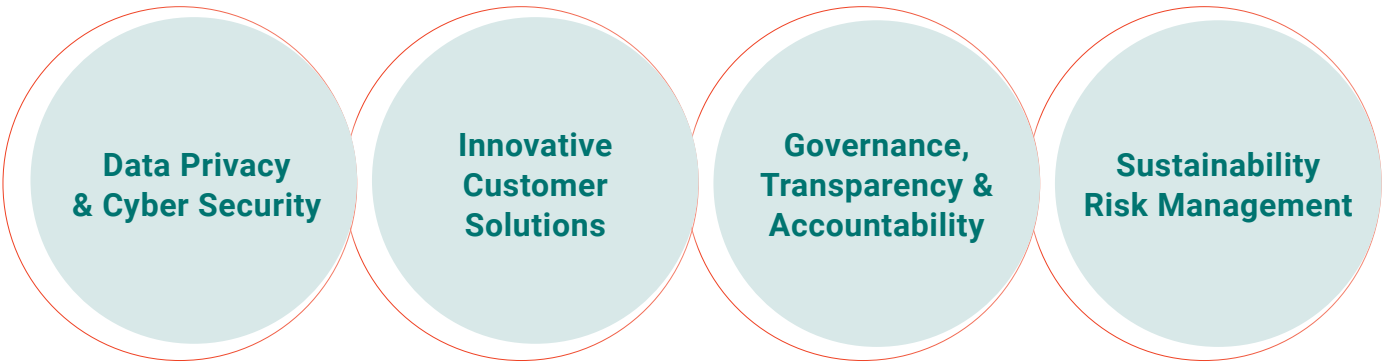 Data Privacy
& Cyber Security
Innovative
Customer
Solutions
Governance,
Transparency &
Accountability
Sustainability
Risk Management